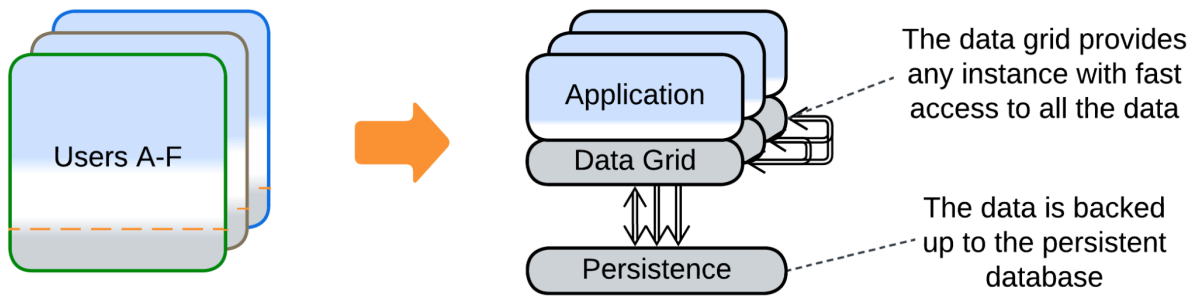 Users A-F
Application
Data Grid
Persistence
The data grid provides
any instance with fast
access to all the data
The data is backed
up to the persistent
database